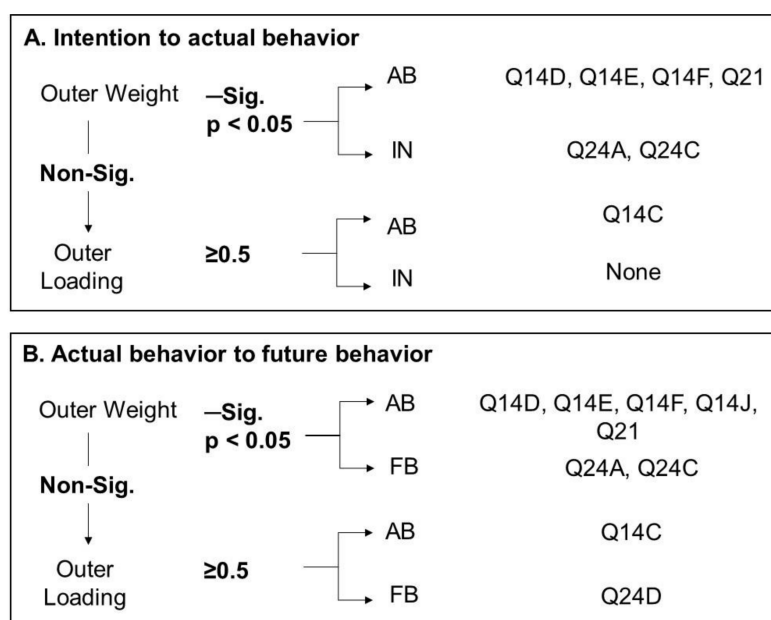 A. Intention to actual behavior
Outer Weight
—Sig.
p < 0.05
AB
Q14D, Q14E, Q14F, Q21
IN
Q24A, Q24C
Non-Sig.
Outer
Loading
≥0.5
AB
Q14C
IN
None
B. Actual behavior to future behavior
Outer Weight
—Sig.
p < 0.05
AB
Q14D, Q14E, Q14F, Q14J,
Q21
FB
Q24A, Q24C
Non-Sig.
Outer
Loading
≥0.5
AB
Q14C
FB
Q24D